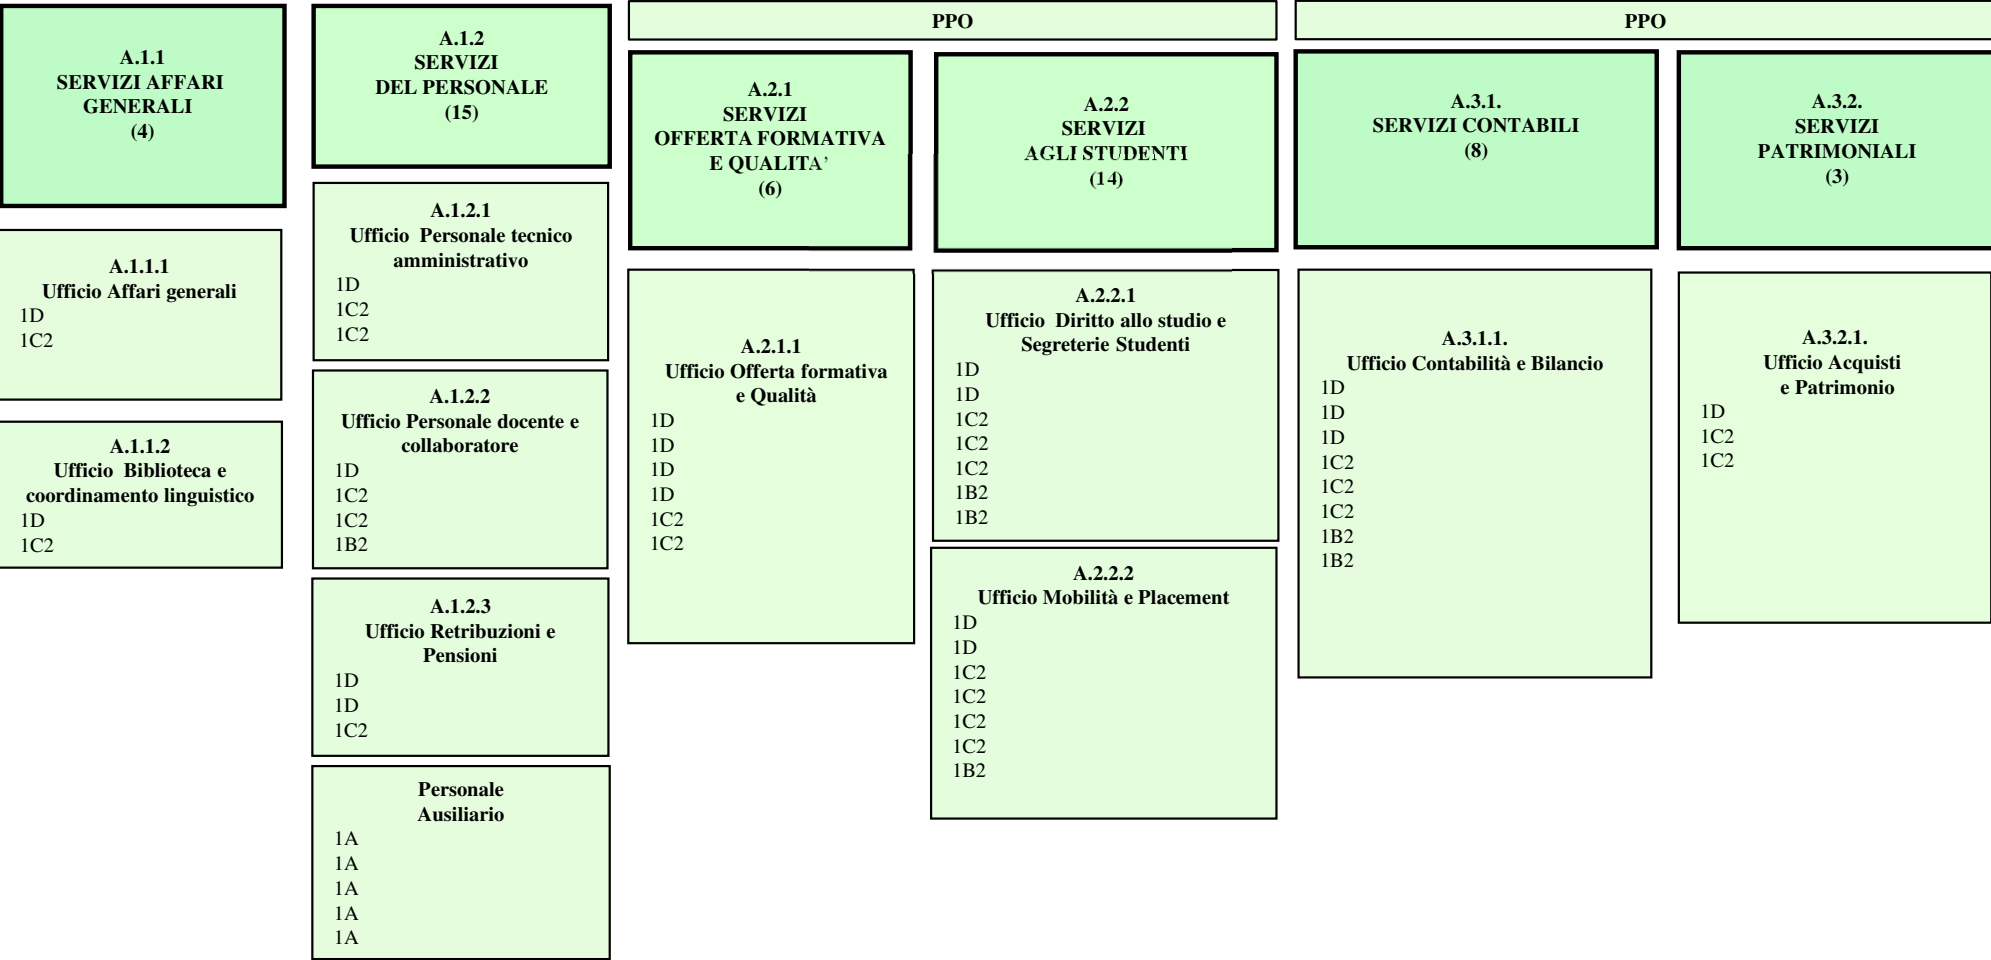 A.1.1
SERVIZI AFFARI
GENERALI
(4)
A.1.1.1
Ufficio Affari generali
1D
1C2
A.1.1.2
Ufficio Biblioteca e
coordinamento linguistico
1D
1C2
A.1.2
SERVIZI
DEL PERSONALE
(15)
A.1.2.1
Ufficio Personale tecnico
amministrativo
1D
1C2
1C2
A.1.2.2
Ufficio Personale docente e
collaboratore
1D
1C2
1C2
1B2
A.1.2.3
Ufficio Retribuzioni e
Pensioni
1D
1D
1C2
Personale
Ausiliario
1A
1A
1A
1A
1A
PPO
A.2.1
SERVIZI
OFFERTA FORMATIVA
E QUALITA’
(6)
A.2.1.1
Ufficio Offerta formativa
e Qualità
1D
1D
1D
1D
1C2
1C2
A.2.2
SERVIZI
AGLI STUDENTI
(14)
A.2.2.1
Ufficio Diritto allo studio e
Segreterie Studenti
1D
1D
1C2
1C2
1C2
1B2
1B2
A.2.2.2
Ufficio Mobilità e Placement
1D
1D
1C2
1C2
1C2
1C2
1B2
PPO
A.3.1.
SERVIZI CONTABILI
(8)
A.3.1.1.
Ufficio Contabilità e Bilancio
1D
1D
1D
1C2
1C2
1C2
1B2
1B2
A.3.2.
SERVIZI
PATRIMONIALI
(3)
A.3.2.1.
Ufficio Acquisti
e Patrimonio
1D
1C2
1C2